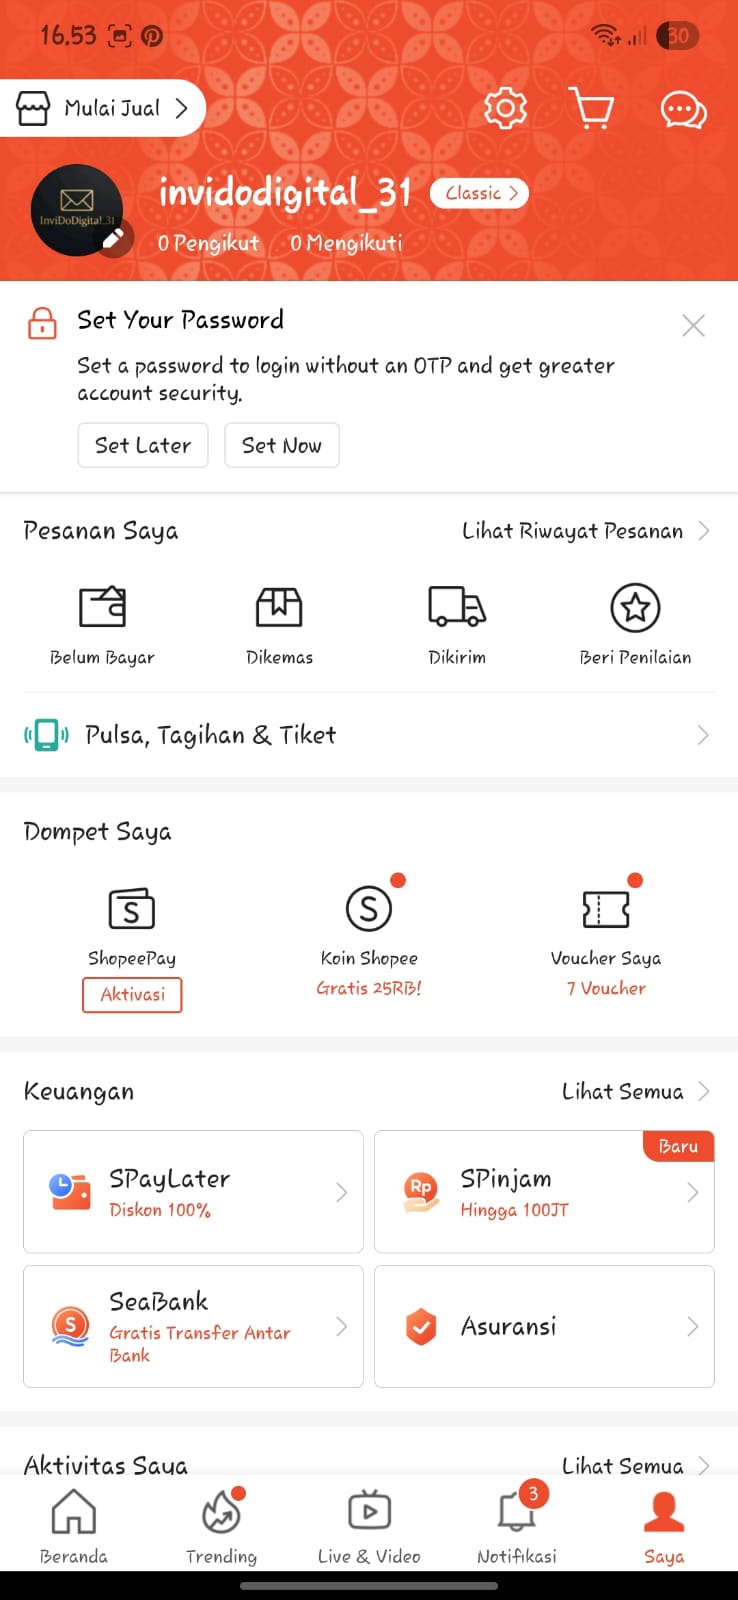 16.53
30
Mulai Jual
InviDoDigital_31
invidodigital_31
Classic
0 Pengikut 0 Mengikuti
Set Your Password
Set a password to login without an OTP and get greater
account security.
Set Later Set Now
Pesanan Saya Lihat Riwayat Pesanan
Belum Bayar Dikemas Dikirim Beri Penilaian
Pulsa, Tagihan & Tiket
Dompet Saya
S S
ShopeePay Koin Shopee Voucher Saya
Aktivasi Gratis 25RB! 7 Voucher
Keuangan Lihat Semua
Baru
SPayLater
Diskon 100%
Rp
SPinjam
Hingga 100JT
S
SeaBank
Gratis Transfer Antar
Bank
Asuransi
Aktivitas Saya Lihat Semua
3
Beranda Trending Live & Video Notifikasi Saya